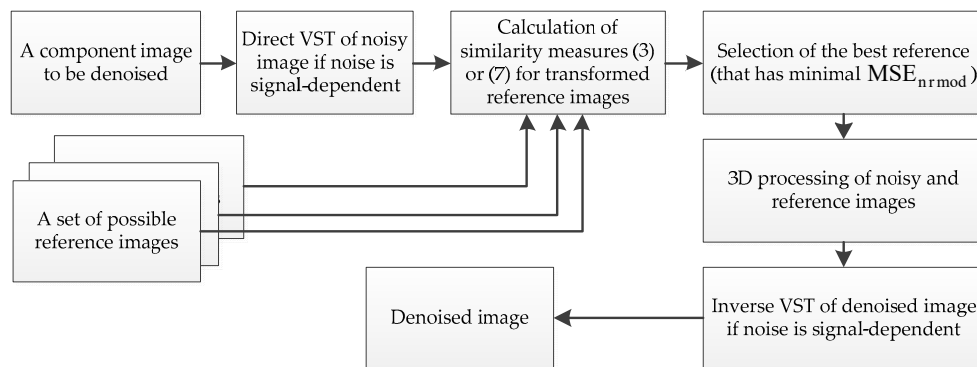 A component image
to be denoised
Direct VST of noisy
image if noise is
signal-dependent
Calculation of
similarity measures (3)
or (7) for transformed
reference images
Selection of the best reference
(that has minimal MSEnr mod)
A set of possible
reference images
3D processing of noisy and
reference images
Inverse VST of denoised image
if noise is signal-dependent
Denoised image